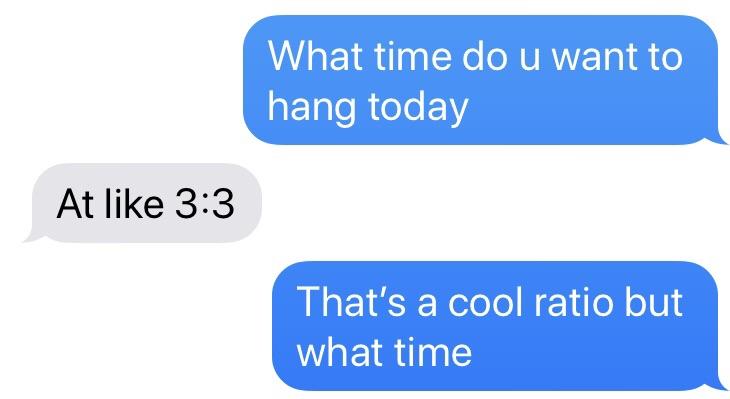 What time do u want to
hang today
At like 3:3
That’s a cool ratio but
what time